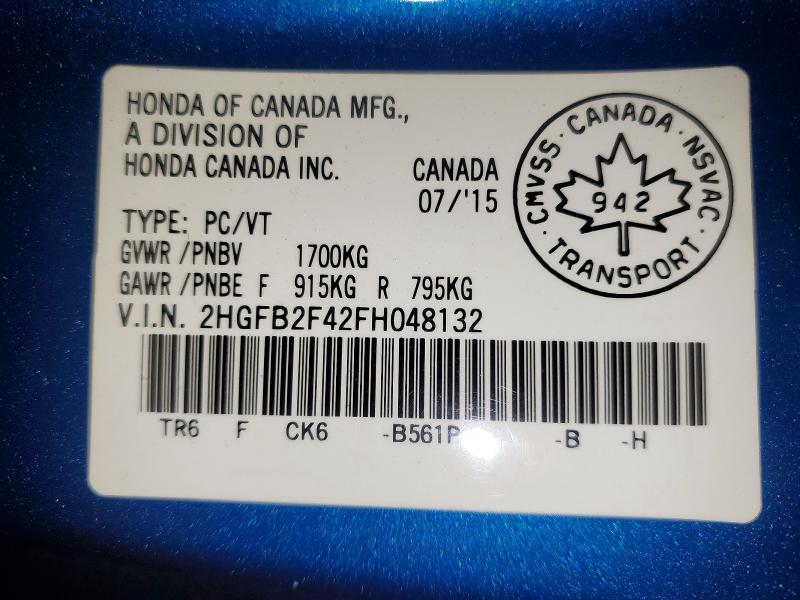 HONDA OF CANADA MFG.,
A DIVISION OF
HONDA CANADA INC.
CANADA
07/'15
CMVSS · CANADA · NSVAC · TRANSPORT ·
942
TYPE: PC/VT
GVWR /PNBV 1700KG
GAWR /PNBE F 915KG R 795KG
V.I.N. 2HGFB2F42FH048132
TR6 F CK6 -B561P -B -H